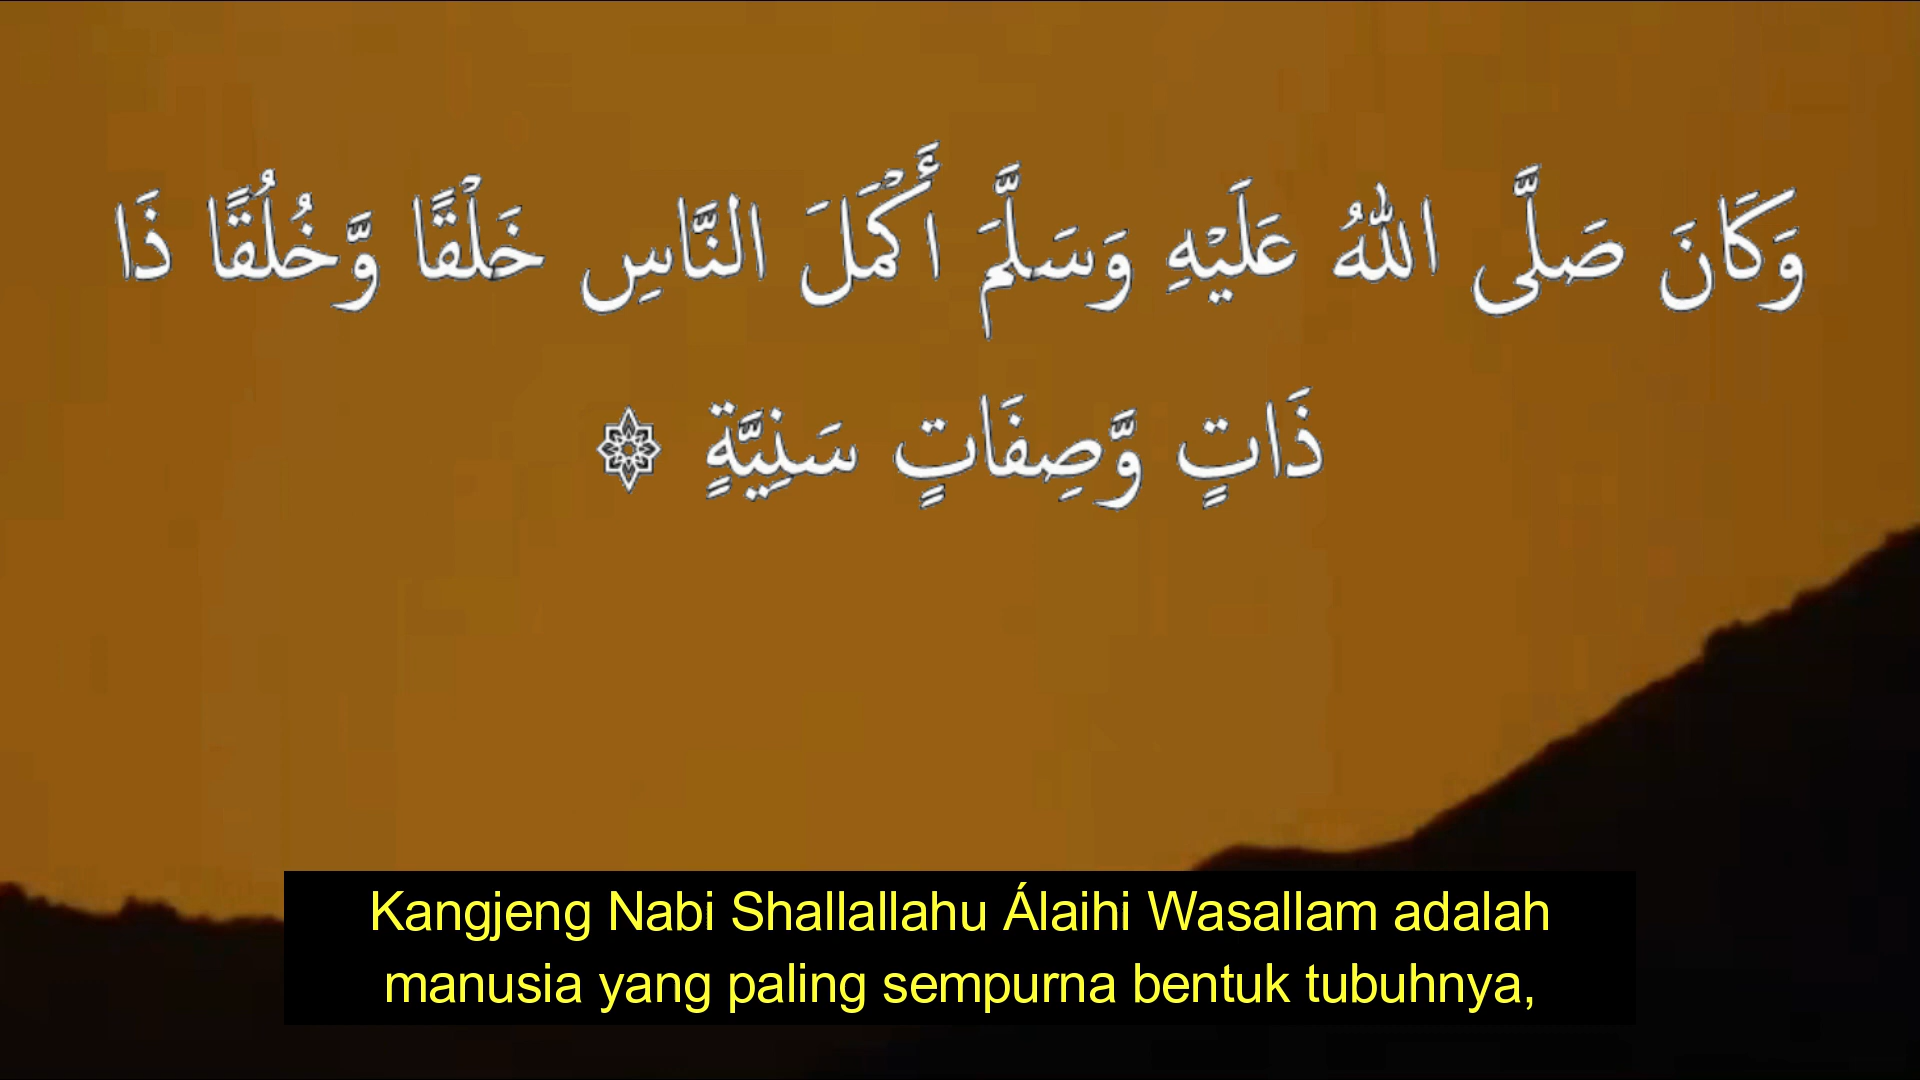 وَكَانَ صَلَّى اللهُ عَلَيْهِ وَسَلَّمَ أَكْمَلَ النَّاسِ خَلْقًا وَّخُلُقًا ذَا
ذَاتٍ وَّصِفَاتٍ سَنِيَّةٍ ۞
Kangjeng Nabi Shallallahu Álaihi Wasallam adalah
manusia yang paling sempurna bentuk tubuhnya,